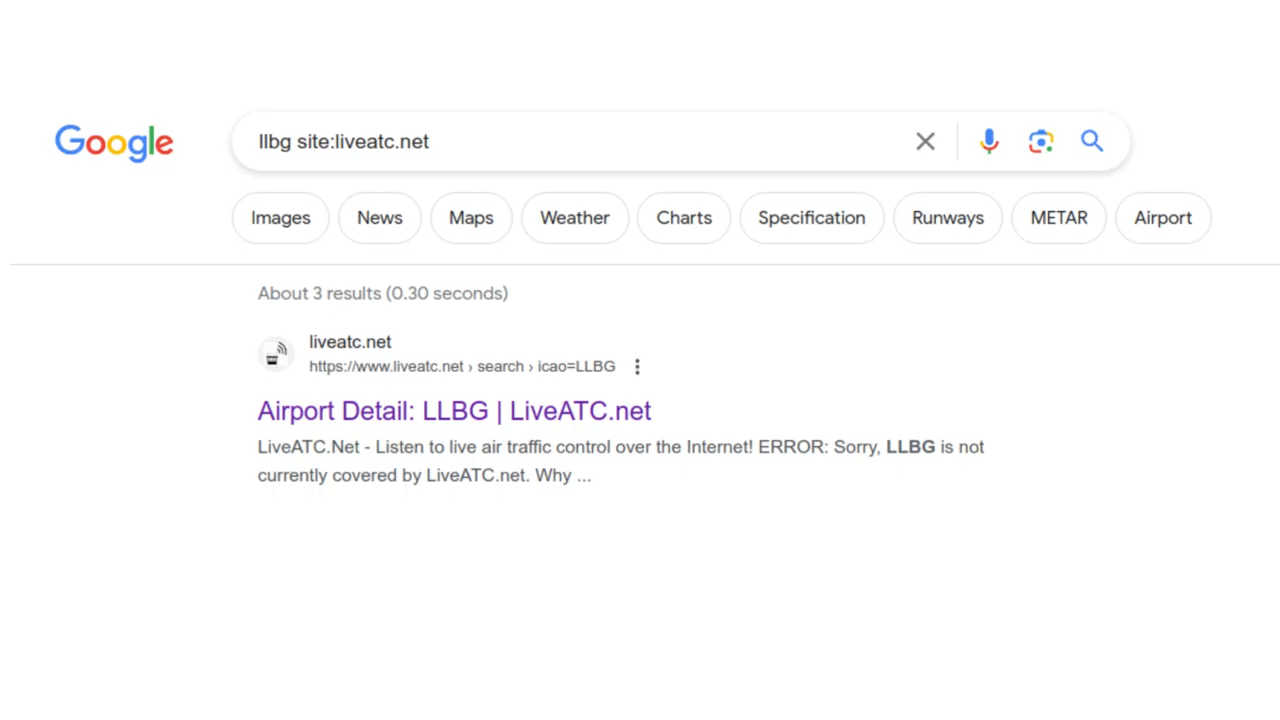 Google
llbg site:liveatc.net
Images News Maps Weather Charts Specification Runways METAR Airport
About 3 results (0.30 seconds)
liveatc.net
https://www.liveatc.net › search › icao=LLBG
Airport Detail: LLBG | LiveATC.net
LiveATC.Net - Listen to live air traffic control over the Internet! ERROR: Sorry, LLBG is not
currently covered by LiveATC.net. Why ...